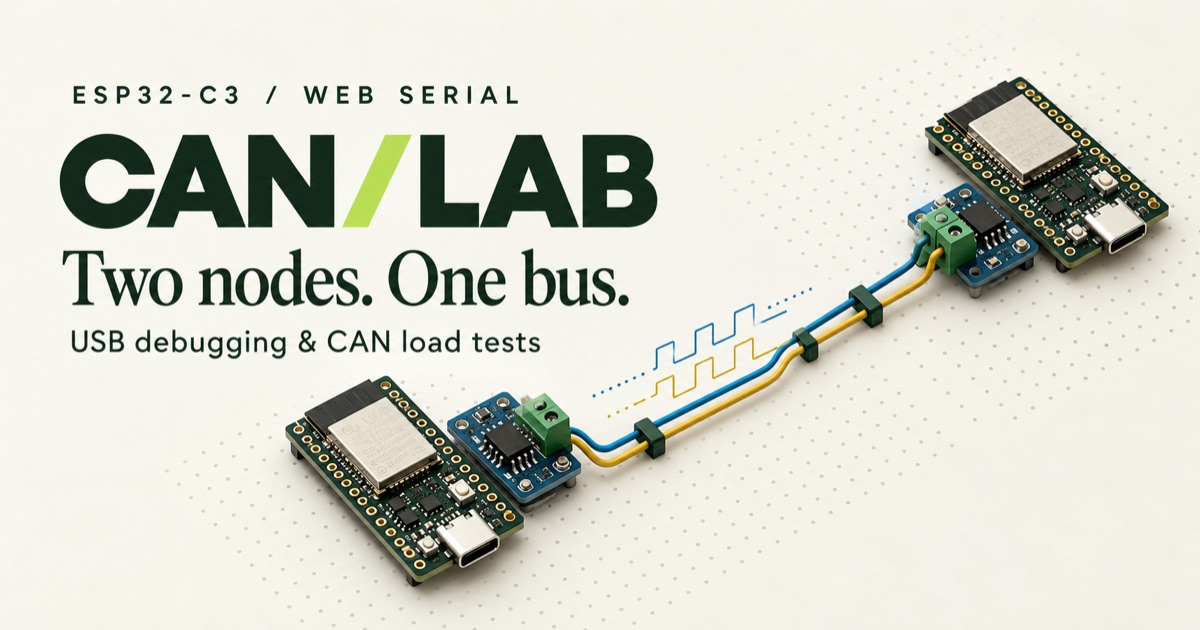 ESP32-C3 / WEB SERIAL
CAN/LAB
Two nodes. One bus.
USB debugging & CAN load tests